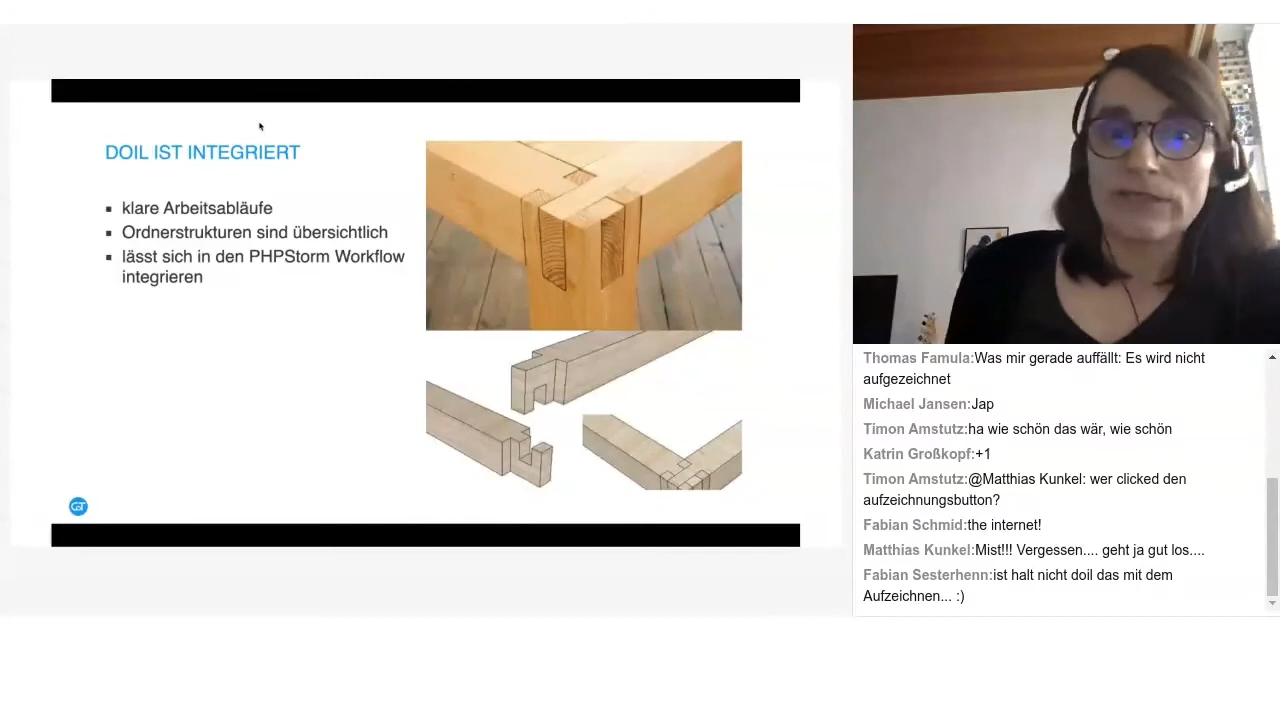 DOIL IST INTEGRIERT
klare Arbeitsabläufe
Ordnerstrukturen sind übersichtlich
lässt sich in den PHPStorm Workflow
integrieren
Thomas Famula:Was mir gerade auffällt: Es wird nicht
aufgezeichnet
Michael Jansen:Jap
Timon Amstutz:ha wie schön das wär, wie schön
Katrin Großkopf:+1
Timon Amstutz:@Matthias Kunkel: wer clicked den
aufzeichnungsbutton?
Fabian Schmid:the internet!
Matthias Kunkel:Mist!!! Vergessen.... geht ja gut los....
Fabian Sesterhenn:ist halt nicht doil das mit dem
Aufzeichnen... :)